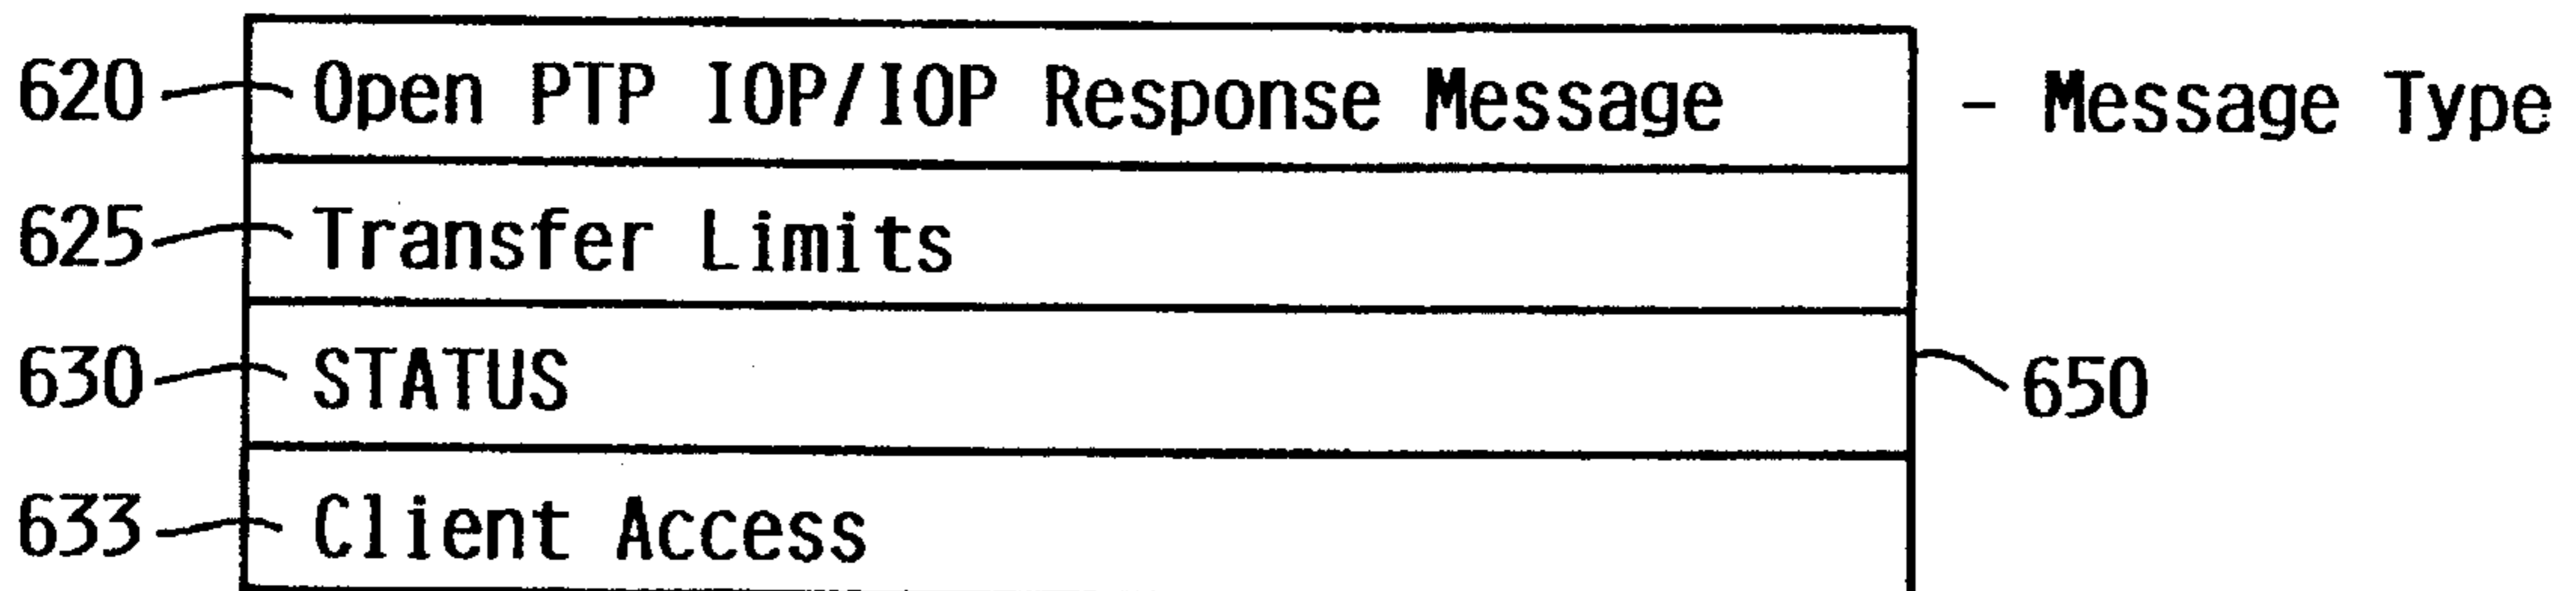 620 Open PTP IOP/IOP Response Message - Message Type
625 Transfer Limits
630 STATUS
650
633 Client Access